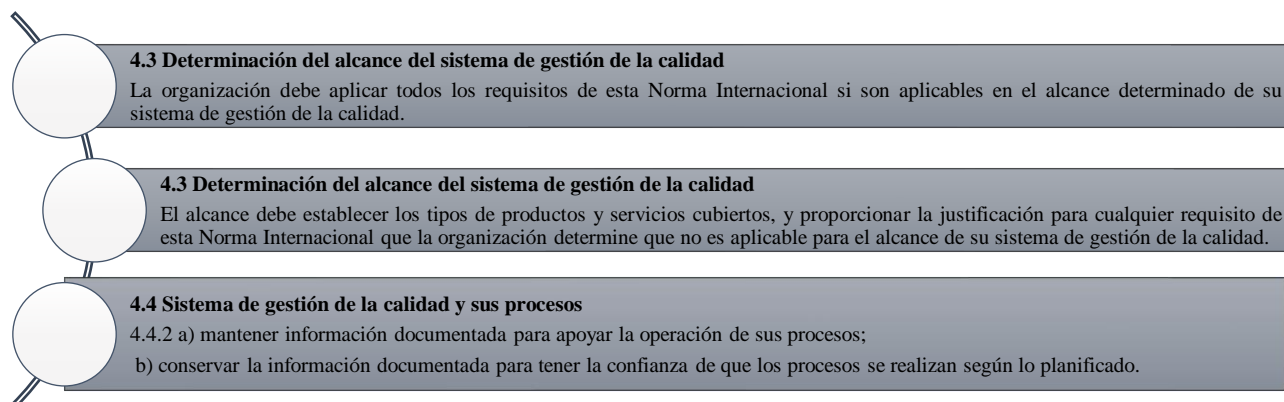 4.3 Determinación del alcance del sistema de gestión de la calidad
La organización debe aplicar todos los requisitos de esta Norma Internacional si son aplicables en el alcance determinado de su
sistema de gestión de la calidad.
4.3 Determinación del alcance del sistema de gestión de la calidad
El alcance debe establecer los tipos de productos y servicios cubiertos, y proporcionar la justificación para cualquier requisito de
esta Norma Internacional que la organización determine que no es aplicable para el alcance de su sistema de gestión de la calidad.
4.4 Sistema de gestión de la calidad y sus procesos
4.4.2 a) mantener información documentada para apoyar la operación de sus procesos;
b) conservar la información documentada para tener la confianza de que los procesos se realizan según lo planificado.